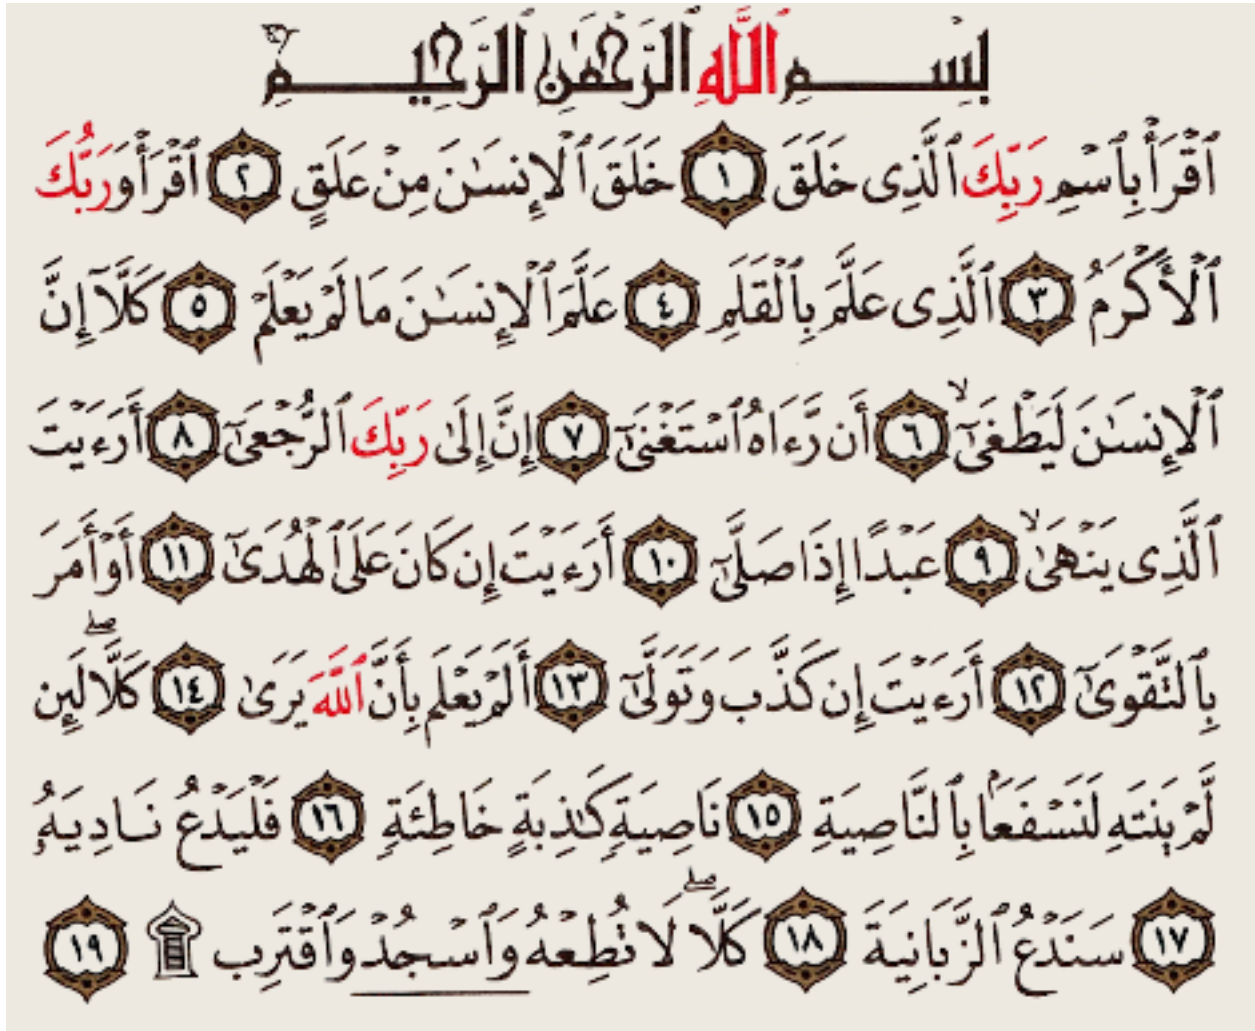 بِسْمِ ٱللَّهِ ٱلرَّحْمَٰنِ ٱلرَّحِيمِ
ٱقْرَأْ بِٱسْمِ رَبِّكَ ٱلَّذِى خَلَقَ ١ خَلَقَ ٱلْإِنسَٰنَ مِنْ عَلَقٍ ٢ ٱقْرَأْ وَرَبُّكَ
ٱلْأَكْرَمُ ٣ ٱلَّذِى عَلَّمَ بِٱلْقَلَمِ ٤ عَلَّمَ ٱلْإِنسَٰنَ مَا لَمْ يَعْلَمْ ٥ كَلَّآ إِنَّ
ٱلْإِنسَٰنَ لَيَطْغَىٰٓ ۙ ٦ أَن رَّءَاهُ ٱسْتَغْنَىٰٓ ٧ إِنَّ إِلَىٰ رَبِّكَ ٱلرُّجْعَىٰٓ ٨ أَرَءَيْتَ
ٱلَّذِى يَنْهَىٰ ۙ ٩ عَبْدًا إِذَا صَلَّىٰٓ ١٠ أَرَءَيْتَ إِن كَانَ عَلَى ٱلْهُدَىٰٓ ١١ أَوْ أَمَرَ
بِٱلتَّقْوَىٰٓ ١٢ أَرَءَيْتَ إِن كَذَّبَ وَتَوَلَّىٰٓ ١٣ أَلَمْ يَعْلَم بِأَنَّ ٱللَّهَ يَرَىٰ ١٤ كَلَّا ۖ لَئِن
لَّمْ يَنتَهِ لَنَسْفَعًۢا بِٱلنَّاصِيَةِ ١٥ نَاصِيَةٍ كَٰذِبَةٍ خَاطِئَةٍ ١٦ فَلْيَدْعُ نَادِيَهُۥ
١٧ سَنَدْعُ ٱلزَّبَانِيَةَ ١٨ كَلَّا ۖ لَا تُطِعْهُ وَٱسْجُدْ وَٱقْتَرِب ۩ ١٩